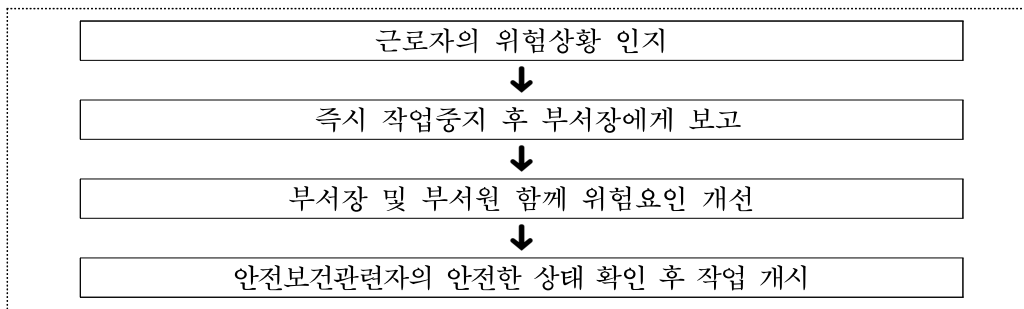 근로자의 위험상황 인지
즉시 작업중지 후 부서장에게 보고
부서장 및 부서원 함께 위험요인 개선
안전보건관련자의 안전한 상태 확인 후 작업 개시